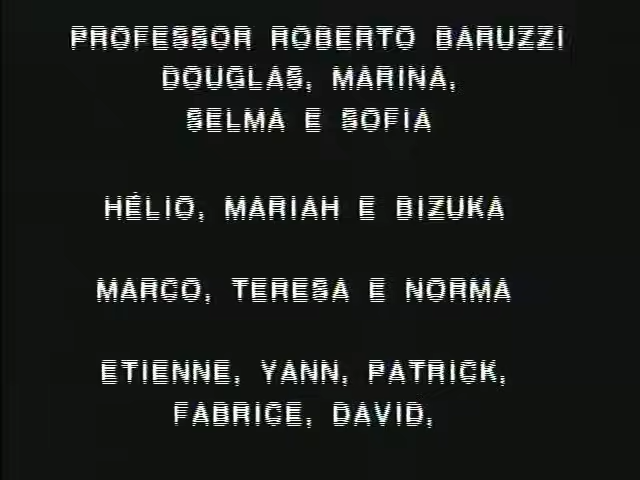 PROFESSOR ROBERTO BARUZZI
DOUGLAS, MARINA,
SELMA E SOFIA
HÉLIO, MARIAH E BIZUKA
MARCO, TERESA E NORMA
ETIENNE, YANN, PATRICK,
FABRICE, DAVID,